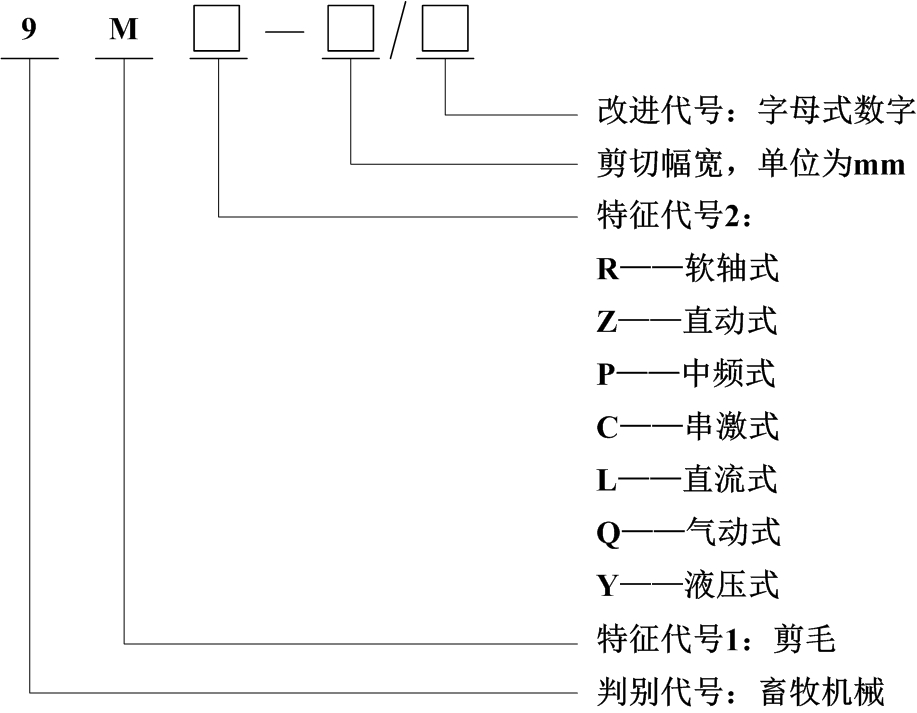 9 M □ — □ / □
改进代号：字母式数字
剪切幅宽，单位为mm
特征代号2：
R——软轴式
Z——直动式
P——中频式
C——串激式
L——直流式
Q——气动式
Y——液压式
特征代号1：剪毛
判别代号：畜牧机械